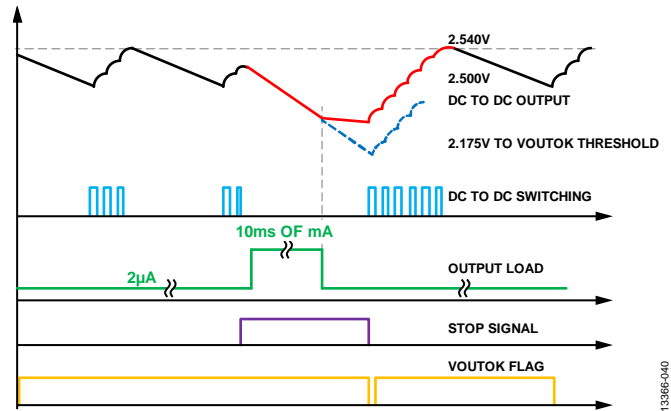 2.540V
2.500V
DC TO DC OUTPUT
2.175V TO VOUTOK THRESHOLD
DC TO DC SWITCHING
10ms OF mA
2µA
OUTPUT LOAD
STOP SIGNAL
VOUTOK FLAG
13266-040